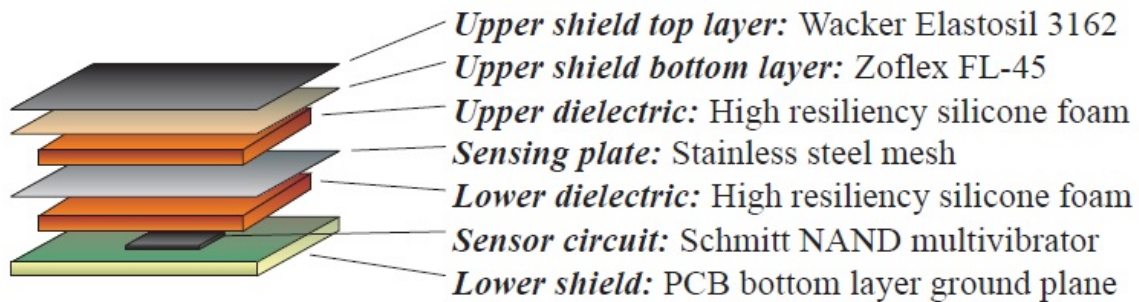 Upper shield top layer: Wacker Elastosil 3162
Upper shield bottom layer: Zoflex FL-45
Upper dielectric: High resiliency silicone foam
Sensing plate: Stainless steel mesh
Lower dielectric: High resiliency silicone foam
Sensor circuit: Schmitt NAND multivibrator
Lower shield: PCB bottom layer ground plane